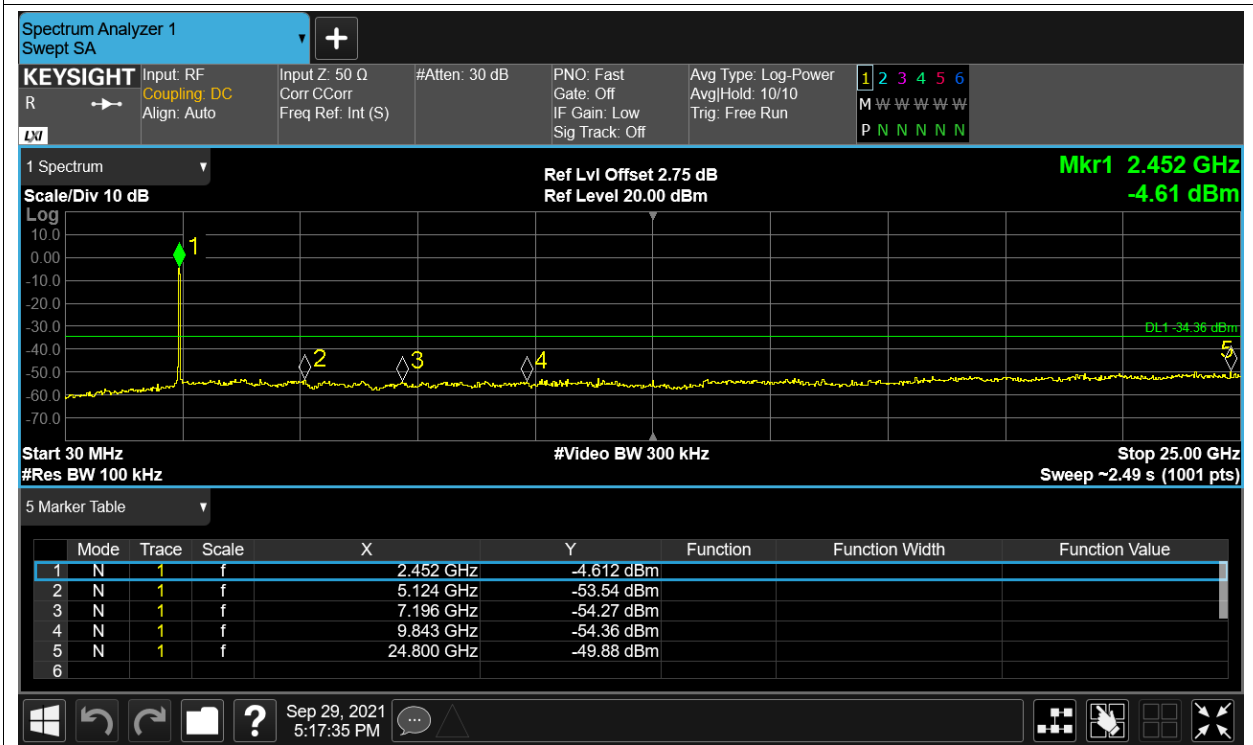 Spectrum Analyzer 1
Swept SA
KEYSIGHT Input: RF Input Z: 50 Ω #Atten: 30 dB PNO: Fast Avg Type: Log-Power 1 2 3 4 5 6
R Coupling: DC Corr CCorr Gate: Off Avg|Hold: 10/10 M W W W W W
Align: Auto Freq Ref: Int (S) IF Gain: Low Trig: Free Run
LXI Sig Track: Off P N N N N N
1 Spectrum Ref Lvl Offset 2.75 dB Mkr1 2.452 GHz
Scale/Div 10 dB Ref Level 20.00 dBm -4.61 dBm
Log
10.0
1
0.00
-10.0
-20.0
-30.0 DL1 -34.36 dBm
-40.0
2 3 4 5
-50.0
-60.0
-70.0
Start 30 MHz #Video BW 300 kHz Stop 25.00 GHz
#Res BW 100 kHz Sweep ~2.49 s (1001 pts)
5 Marker Table
Mode Trace Scale X Y Function Function Width Function Value
1 N 1 f 2.452 GHz -4.612 dBm
2 N 1 f 5.124 GHz -53.54 dBm
3 N 1 f 7.196 GHz -54.27 dBm
4 N 1 f 9.843 GHz -54.36 dBm
5 N 1 f 24.800 GHz -49.88 dBm
6
? Sep 29, 2021
5:17:35 PM